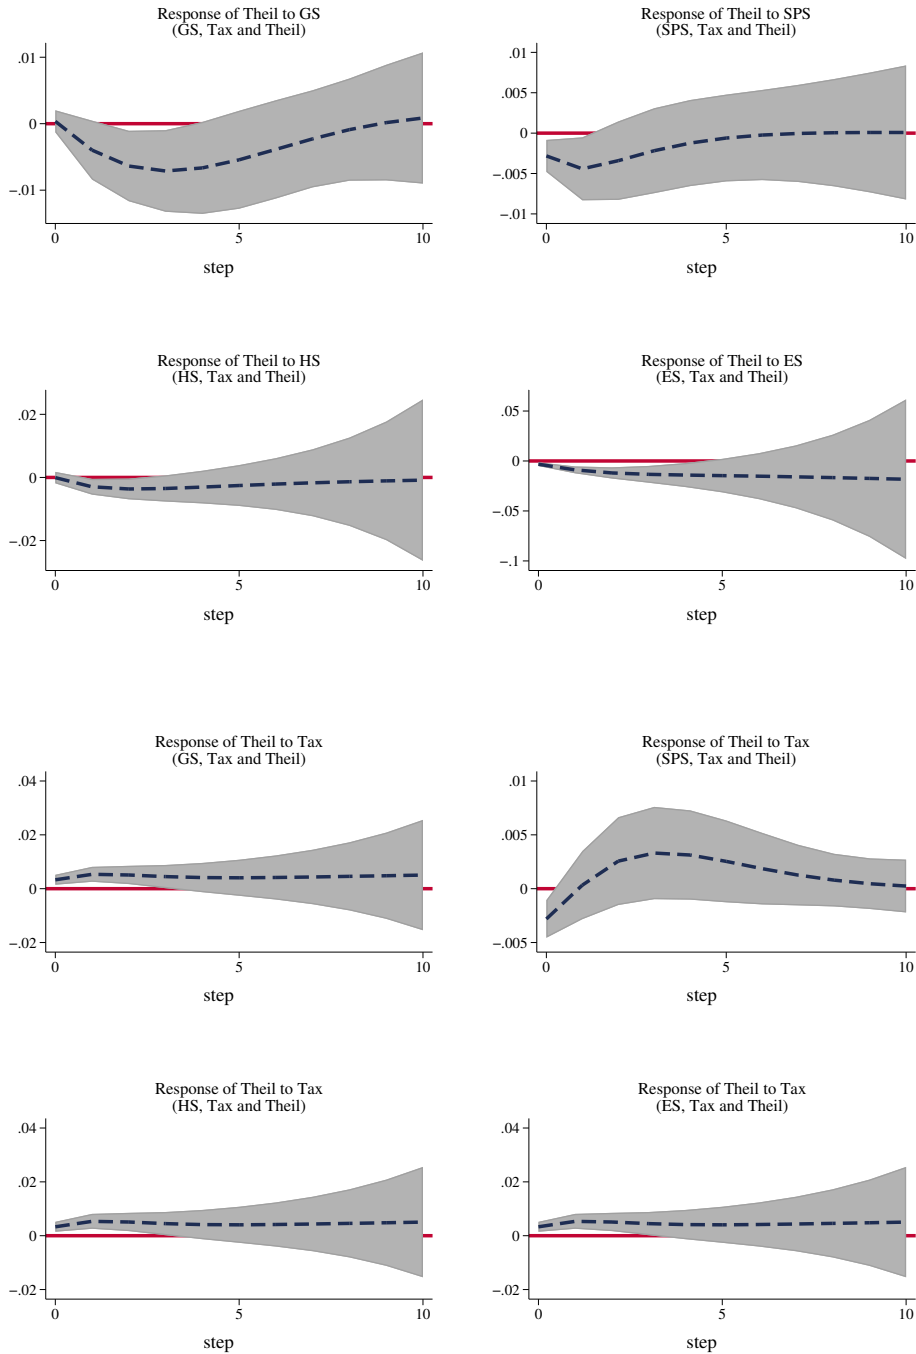 Response of Theil to GS
(GS, Tax and Theil)
.01
0
-.01
0
5
10
step
Response of Theil to SPS
(SPS, Tax and Theil)
.01
.005
0
-.005
-.01
0
5
10
step
Response of Theil to HS
(HS, Tax and Theil)
.02
0
-.02
0
5
10
step
Response of Theil to ES
(ES, Tax and Theil)
.05
0
-.05
-.1
0
5
10
step
Response of Theil to Tax
(GS, Tax and Theil)
.04
.02
0
-.02
0
5
10
step
Response of Theil to Tax
(SPS, Tax and Theil)
.01
.005
0
-.005
0
5
10
step
Response of Theil to Tax
(HS, Tax and Theil)
.04
.02
0
-.02
0
5
10
step
Response of Theil to Tax
(ES, Tax and Theil)
.04
.02
0
-.02
0
5
10
step